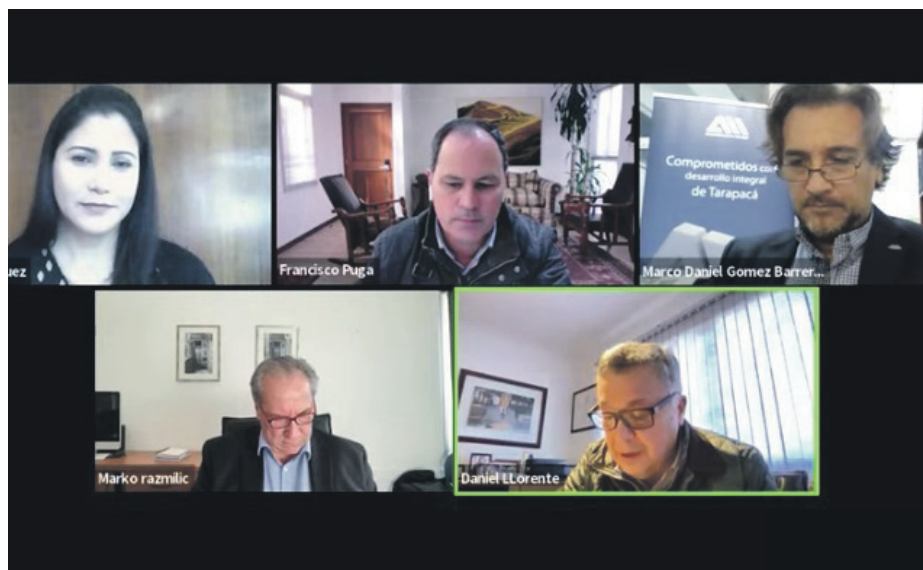 uez
Francisco Puga
Marco Daniel Gomez Barrer...
Comprometidos co
desarrollo integral
de Tarapacá
Marko razmilic
Daniel LLorente